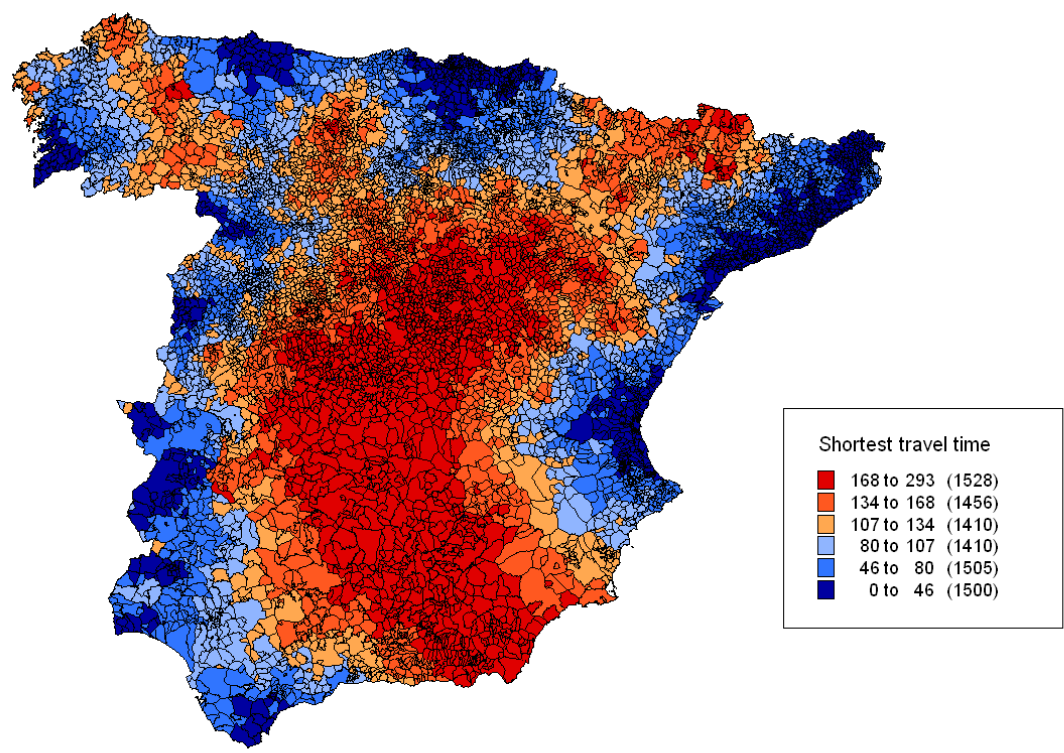 Shortest travel time
168 to 293 (1528)
134 to 168 (1456)
107 to 134 (1410)
80 to 107 (1410)
46 to 80 (1505)
0 to 46 (1500)